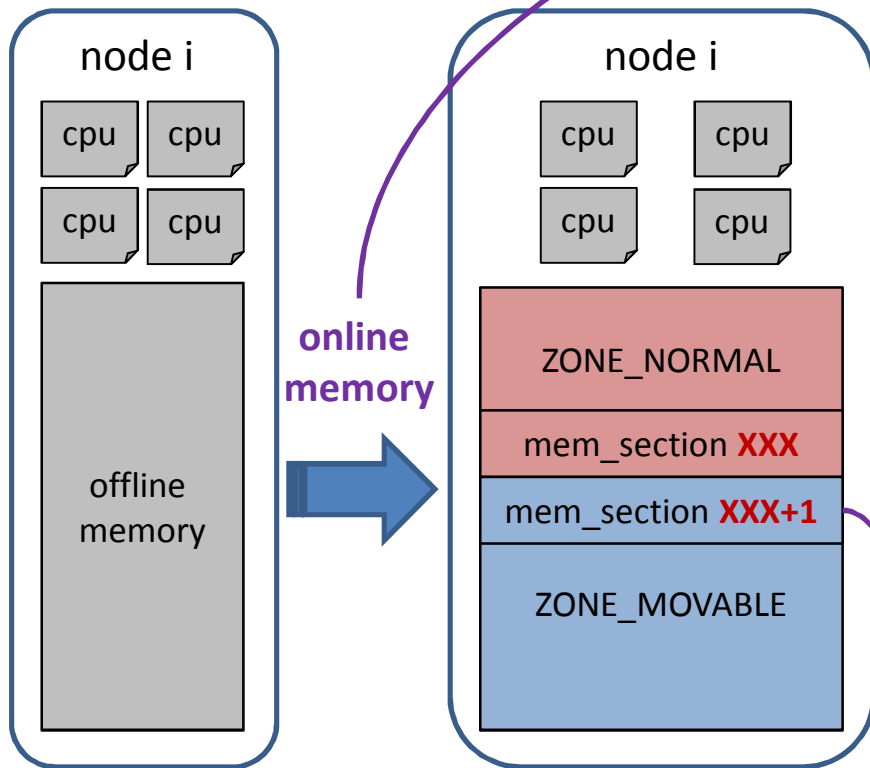 node i
cpu cpu
cpu cpu
offline
memory
online
memory
node i
cpu cpu
cpu cpu
ZONE_NORMAL
mem_section XXX
mem_section XXX+1
ZONE_MOVABLE